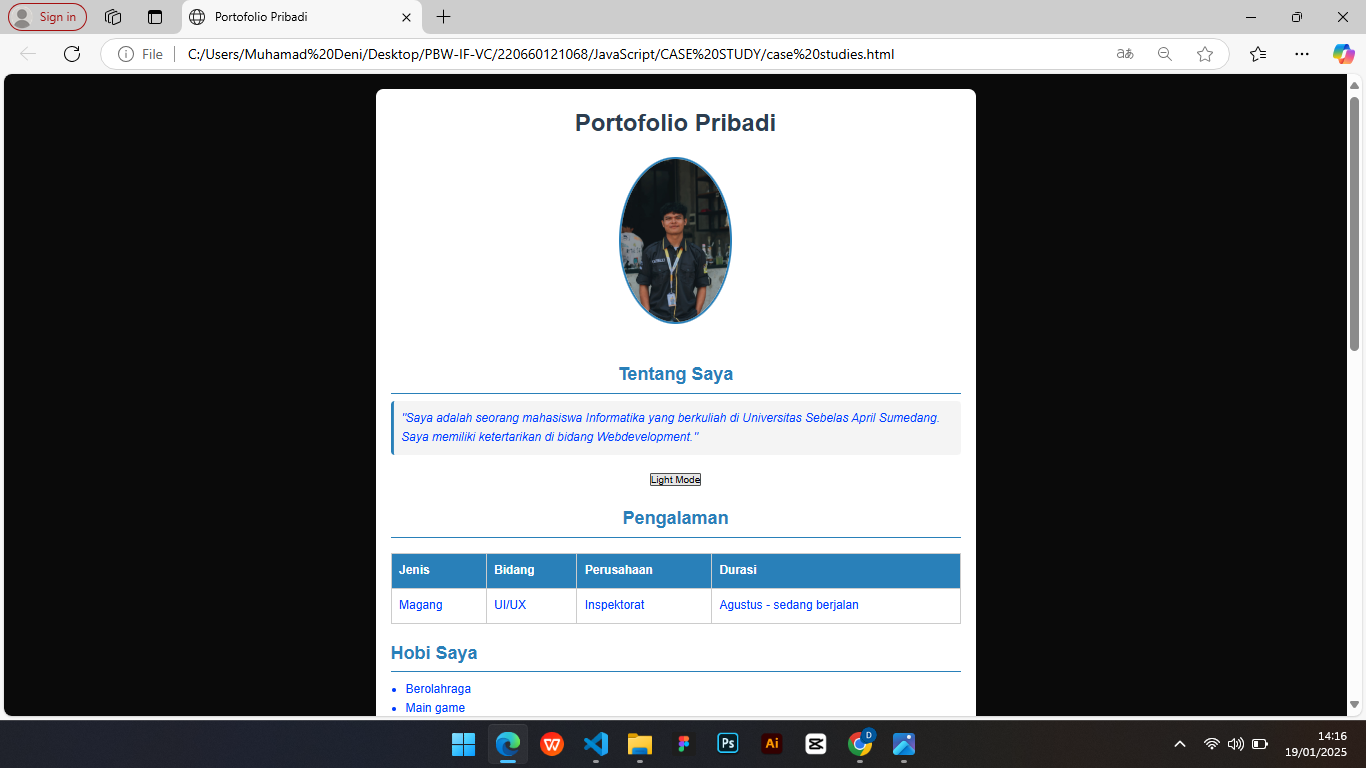 Sign in
Portofolio Pribadi
File
C:/Users/Muhamad%20Deni/Desktop/PBW-IF-VC/220660121068/JavaScript/CASE%20STUDY/case%20studies.html
aあ
Portofolio Pribadi
Tentang Saya
"Saya adalah seorang mahasiswa Informatika yang berkuliah di Universitas Sebelas April Sumedang.
Saya memiliki ketertarikan di bidang Webdevelopment."
Light Mode
Pengalaman
Jenis Bidang Perusahaan Durasi
Magang UI/UX Inspektorat Agustus - sedang berjalan
Hobi Saya
Berolahraga
Main game
W Ps Ai D
14:16
19/01/2025